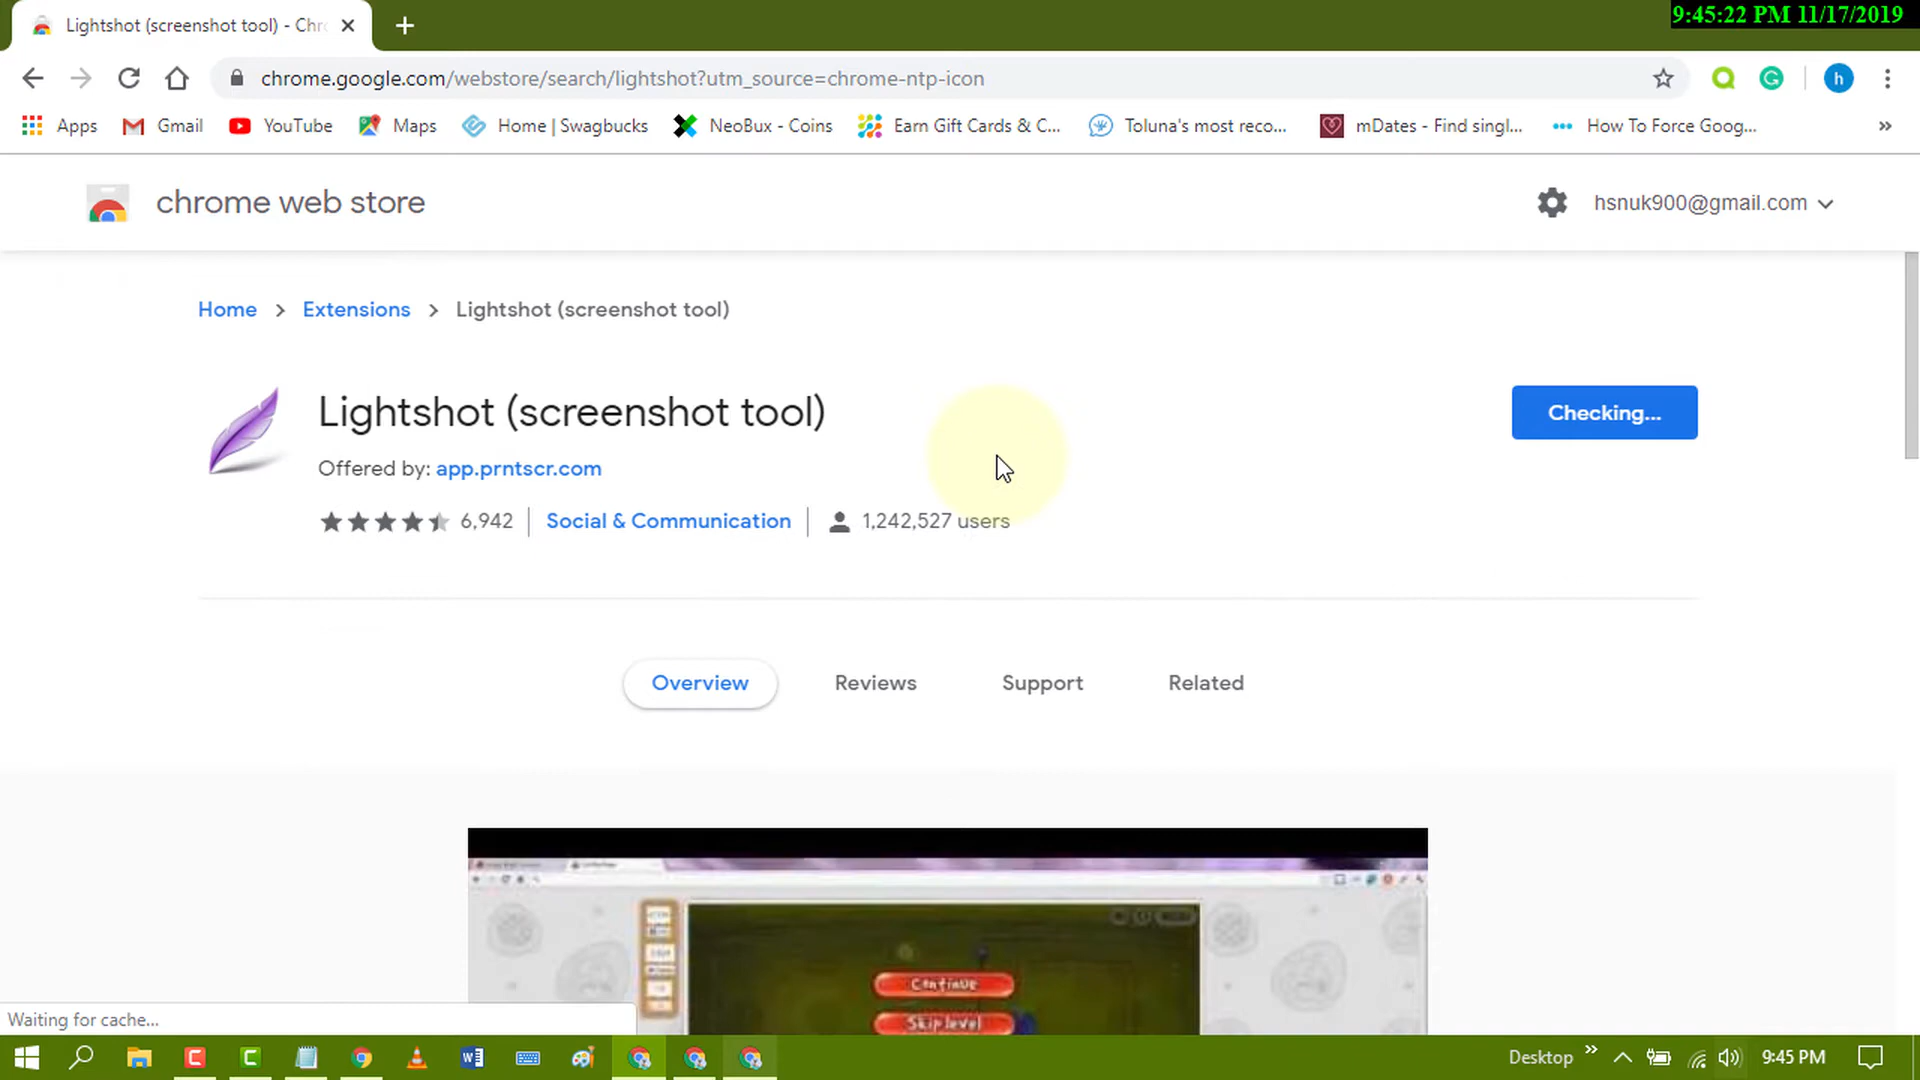 Lightshot (screenshot tool) - Chr
9:45:22 PM 11/17/2019
chrome.google.com/webstore/search/lightshot?utm_source=chrome-ntp-icon
h
Apps Gmail YouTube Maps Home | Swagbucks NeoBux - Coins Earn Gift Cards & C... Toluna's most reco... mDates - Find singl... How To Force Goog... »
chrome web store
hsnuk900@gmail.com
Home > Extensions > Lightshot (screenshot tool)
Lightshot (screenshot tool)
Checking...
Offered by: app.prntscr.com
6,942 | Social & Communication | 1,242,527 users
Overview Reviews Support Related
Continue
Skip level
Waiting for cache...
Desktop » 9:45 PM